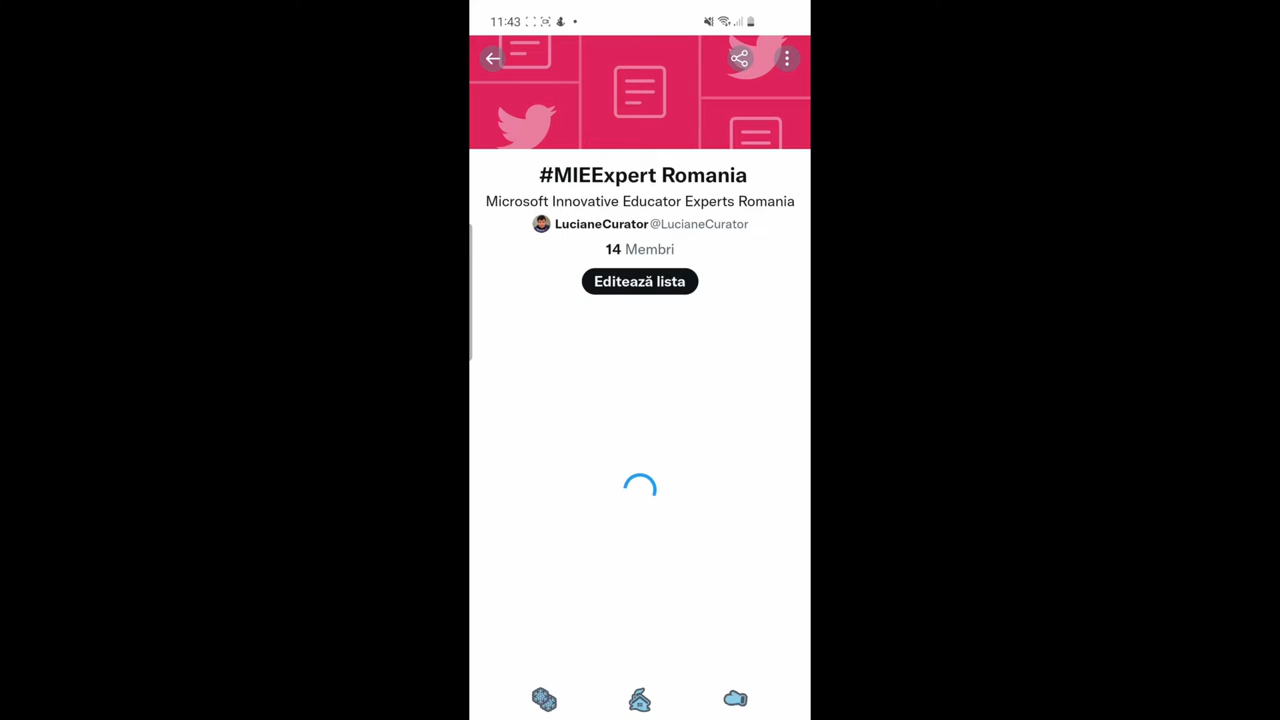 11:43
#MIEExpert Romania
Microsoft Innovative Educator Experts Romania
LucianeCurator @LucianeCurator
14 Membri
Editează lista